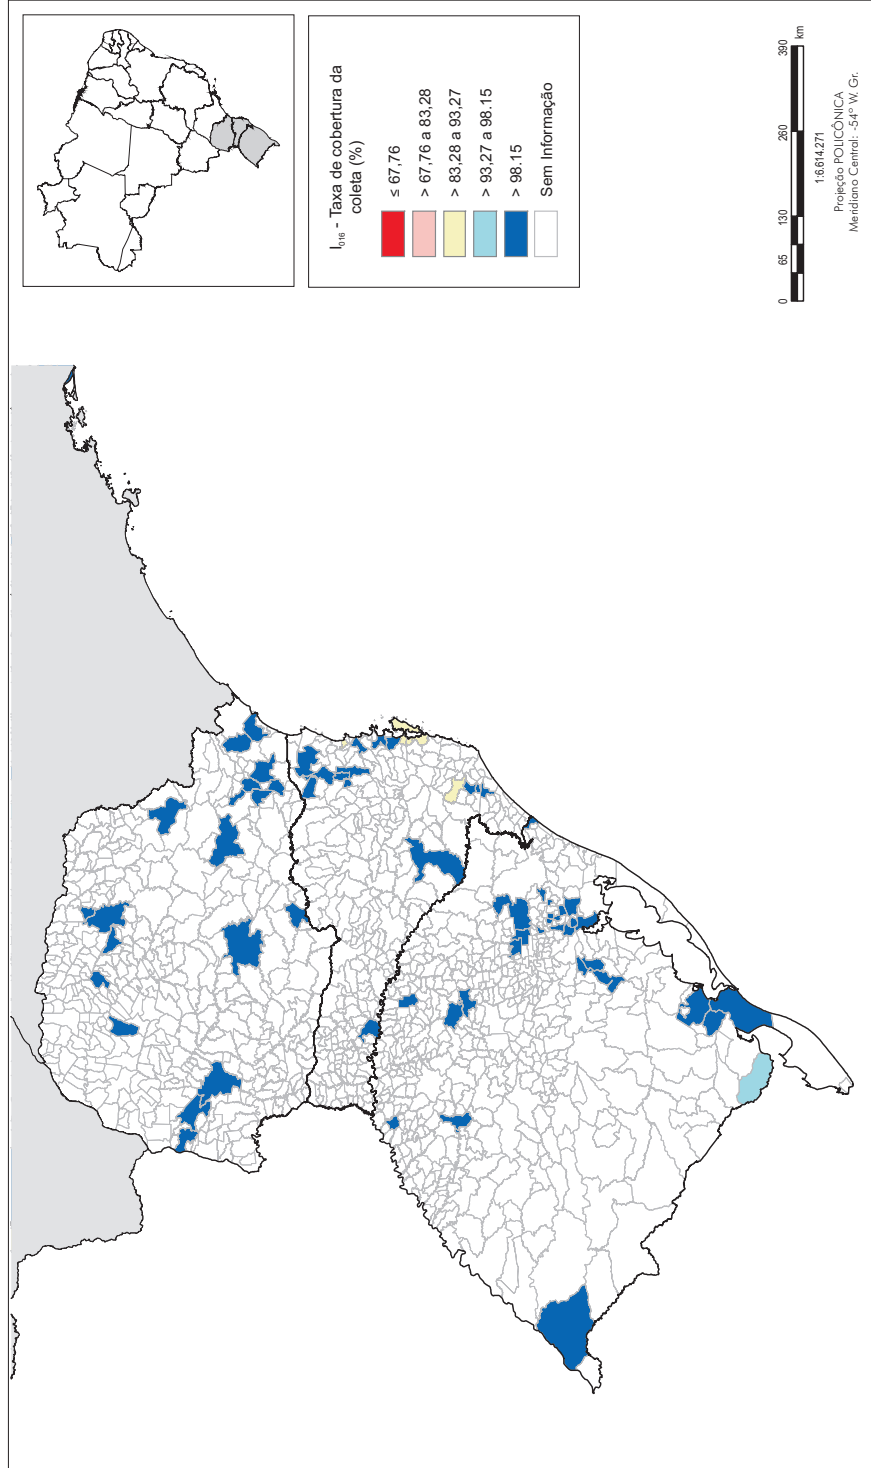 I016 - Taxa de cobertura da
coleta (%)
≤ 67,76
> 67,76 a 83,28
> 83,28 a 93,27
> 93,27 a 98.15
> 98.15
Sem Informação
0 65 130 260 390
km
1:6.614.271
Projeção POLICÔNICA
Meridiano Central: -54° W. Gr.